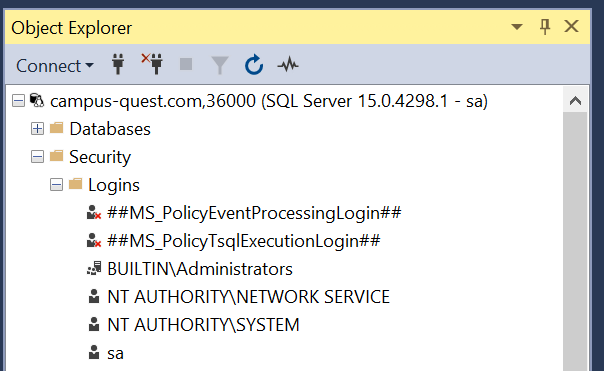 Object Explorer
Connect
campus-quest.com,36000 (SQL Server 15.0.4298.1 - sa)
Databases
Security
Logins
##MS_PolicyEventProcessingLogin##
##MS_PolicyTsqlExecutionLogin##
BUILTIN\Administrators
NT AUTHORITY\NETWORK SERVICE
NT AUTHORITY\SYSTEM
sa